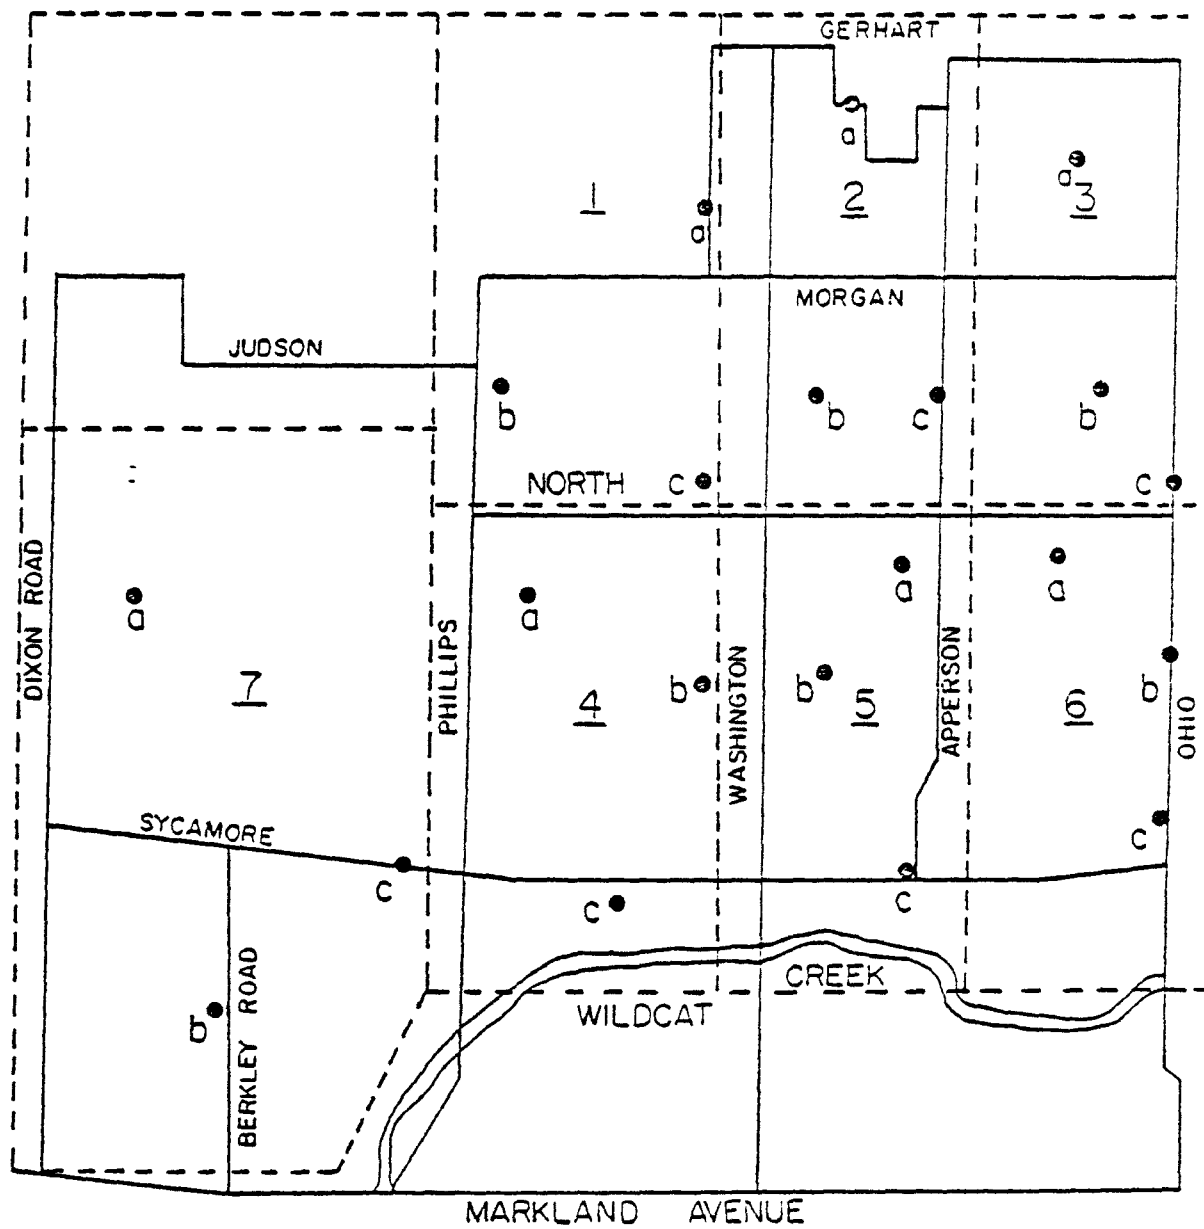 GERHART
a
1
2
a
3
a
MORGAN
JUDSON
b
b
c
b
NORTH
c
c
DIXON ROAD
a
PHILLIPS
a
a
a
7
4
b
WASHINGTON
b
5
APPERSON
6
b
OHIO
SYCAMORE
c
c
c
c
b
BERKLEY ROAD
CREEK
WILDCAT
MARKLAND AVENUE